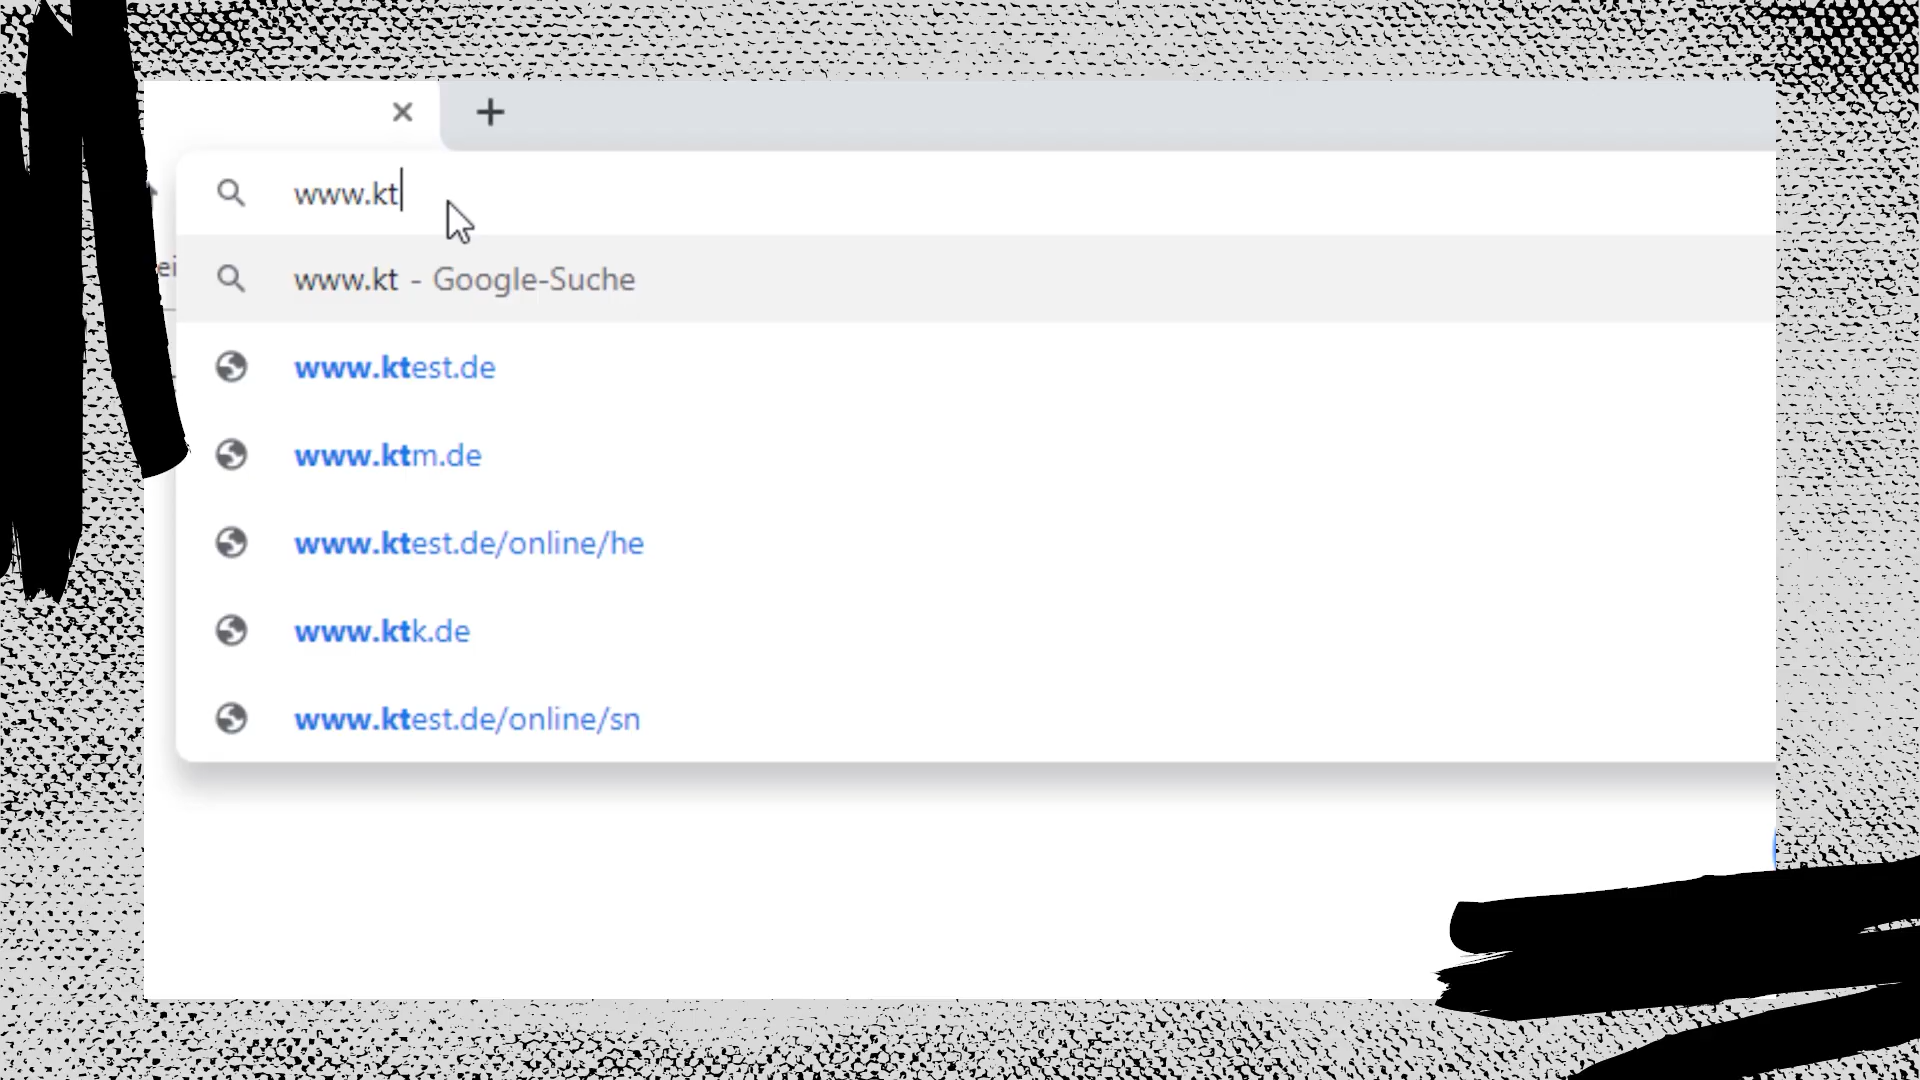 www.kt
www.kt - Google-Suche
www.ktest.de
www.ktm.de
www.ktest.de/online/he
www.ktk.de
www.ktest.de/online/sn